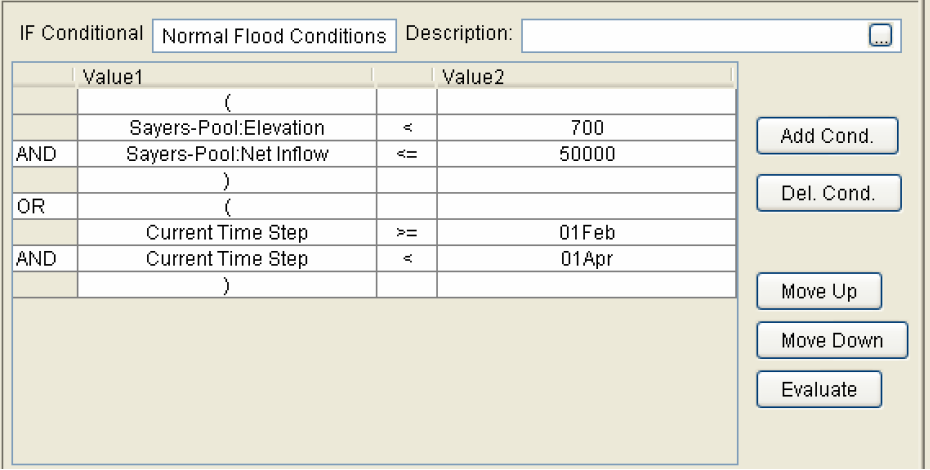 IF Conditional Normal Flood Conditions Description: ...
Value1 Value2
(
Sayers-Pool:Elevation < 700
AND Sayers-Pool:Net Inflow <= 50000
)
OR (
Current Time Step >= 01Feb
AND Current Time Step < 01Apr
)
Add Cond.
Del. Cond.
Move Up
Move Down
Evaluate